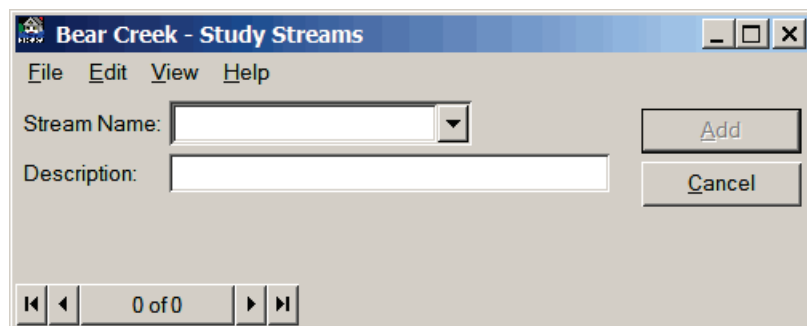 Bear Creek - Study Streams
File Edit View Help
Stream Name:
Add
Description:
Cancel
0 of 0